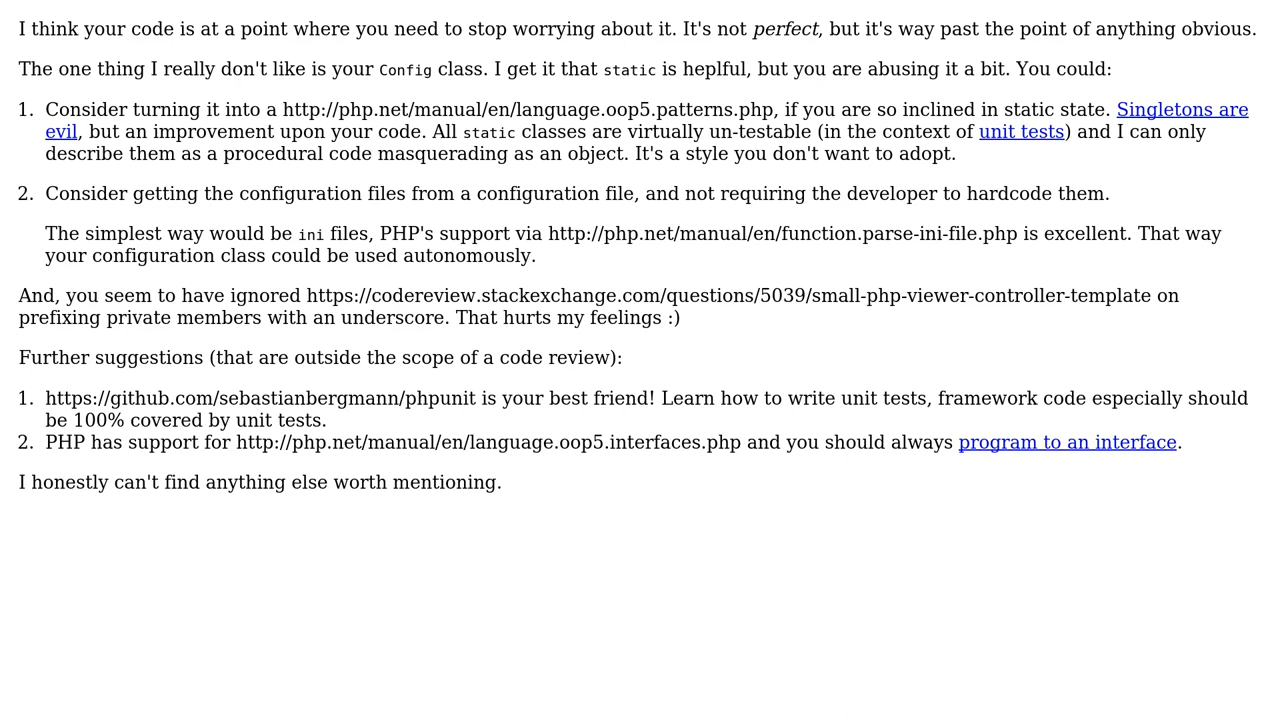 I think your code is at a point where you need to stop worrying about it. It's not perfect, but it's way past the point of anything obvious.
The one thing I really don't like is your Config class. I get it that static is heplful, but you are abusing it a bit. You could:
1. Consider turning it into a http://php.net/manual/en/language.oop5.patterns.php, if you are so inclined in static state. Singletons are
evil, but an improvement upon your code. All static classes are virtually un-testable (in the context of unit tests) and I can only
describe them as a procedural code masquerading as an object. It's a style you don't want to adopt.
2. Consider getting the configuration files from a configuration file, and not requiring the developer to hardcode them.
The simplest way would be ini files, PHP's support via http://php.net/manual/en/function.parse-ini-file.php is excellent. That way
your configuration class could be used autonomously.
And, you seem to have ignored https://codereview.stackexchange.com/questions/5039/small-php-viewer-controller-template on
prefixing private members with an underscore. That hurts my feelings :)
Further suggestions (that are outside the scope of a code review):
1. https://github.com/sebastianbergmann/phpunit is your best friend! Learn how to write unit tests, framework code especially should
be 100% covered by unit tests.
2. PHP has support for http://php.net/manual/en/language.oop5.interfaces.php and you should always program to an interface.
I honestly can't find anything else worth mentioning.